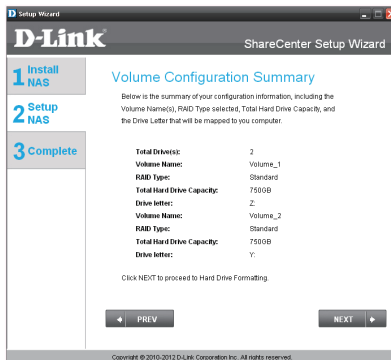 D Setup Wizard
D-Link
ShareCenter Setup Wizard
1 Install NAS
2 Setup NAS
3 Complete
Volume Configuration Summary
Below is the summary of your configuration information, including the
Volume Name(s), RAID Type selected, Total Hard Drive Capacity, and
the Drive Letter that will be mapped to you computer.
Total Drive(s): 2
Volume Name: Volume_1
RAID Type: Standard
Total Hard Drive Capacity: 750GB
Drive letter: Z:
Volume Name: Volume_2
RAID Type: Standard
Total Hard Drive Capacity: 750GB
Drive letter: Y:
Click NEXT to proceed to Hard Drive Formatting.
PREV
NEXT
Copyright © 2010-2012 D-Link Corporation Inc. All rights reserved.